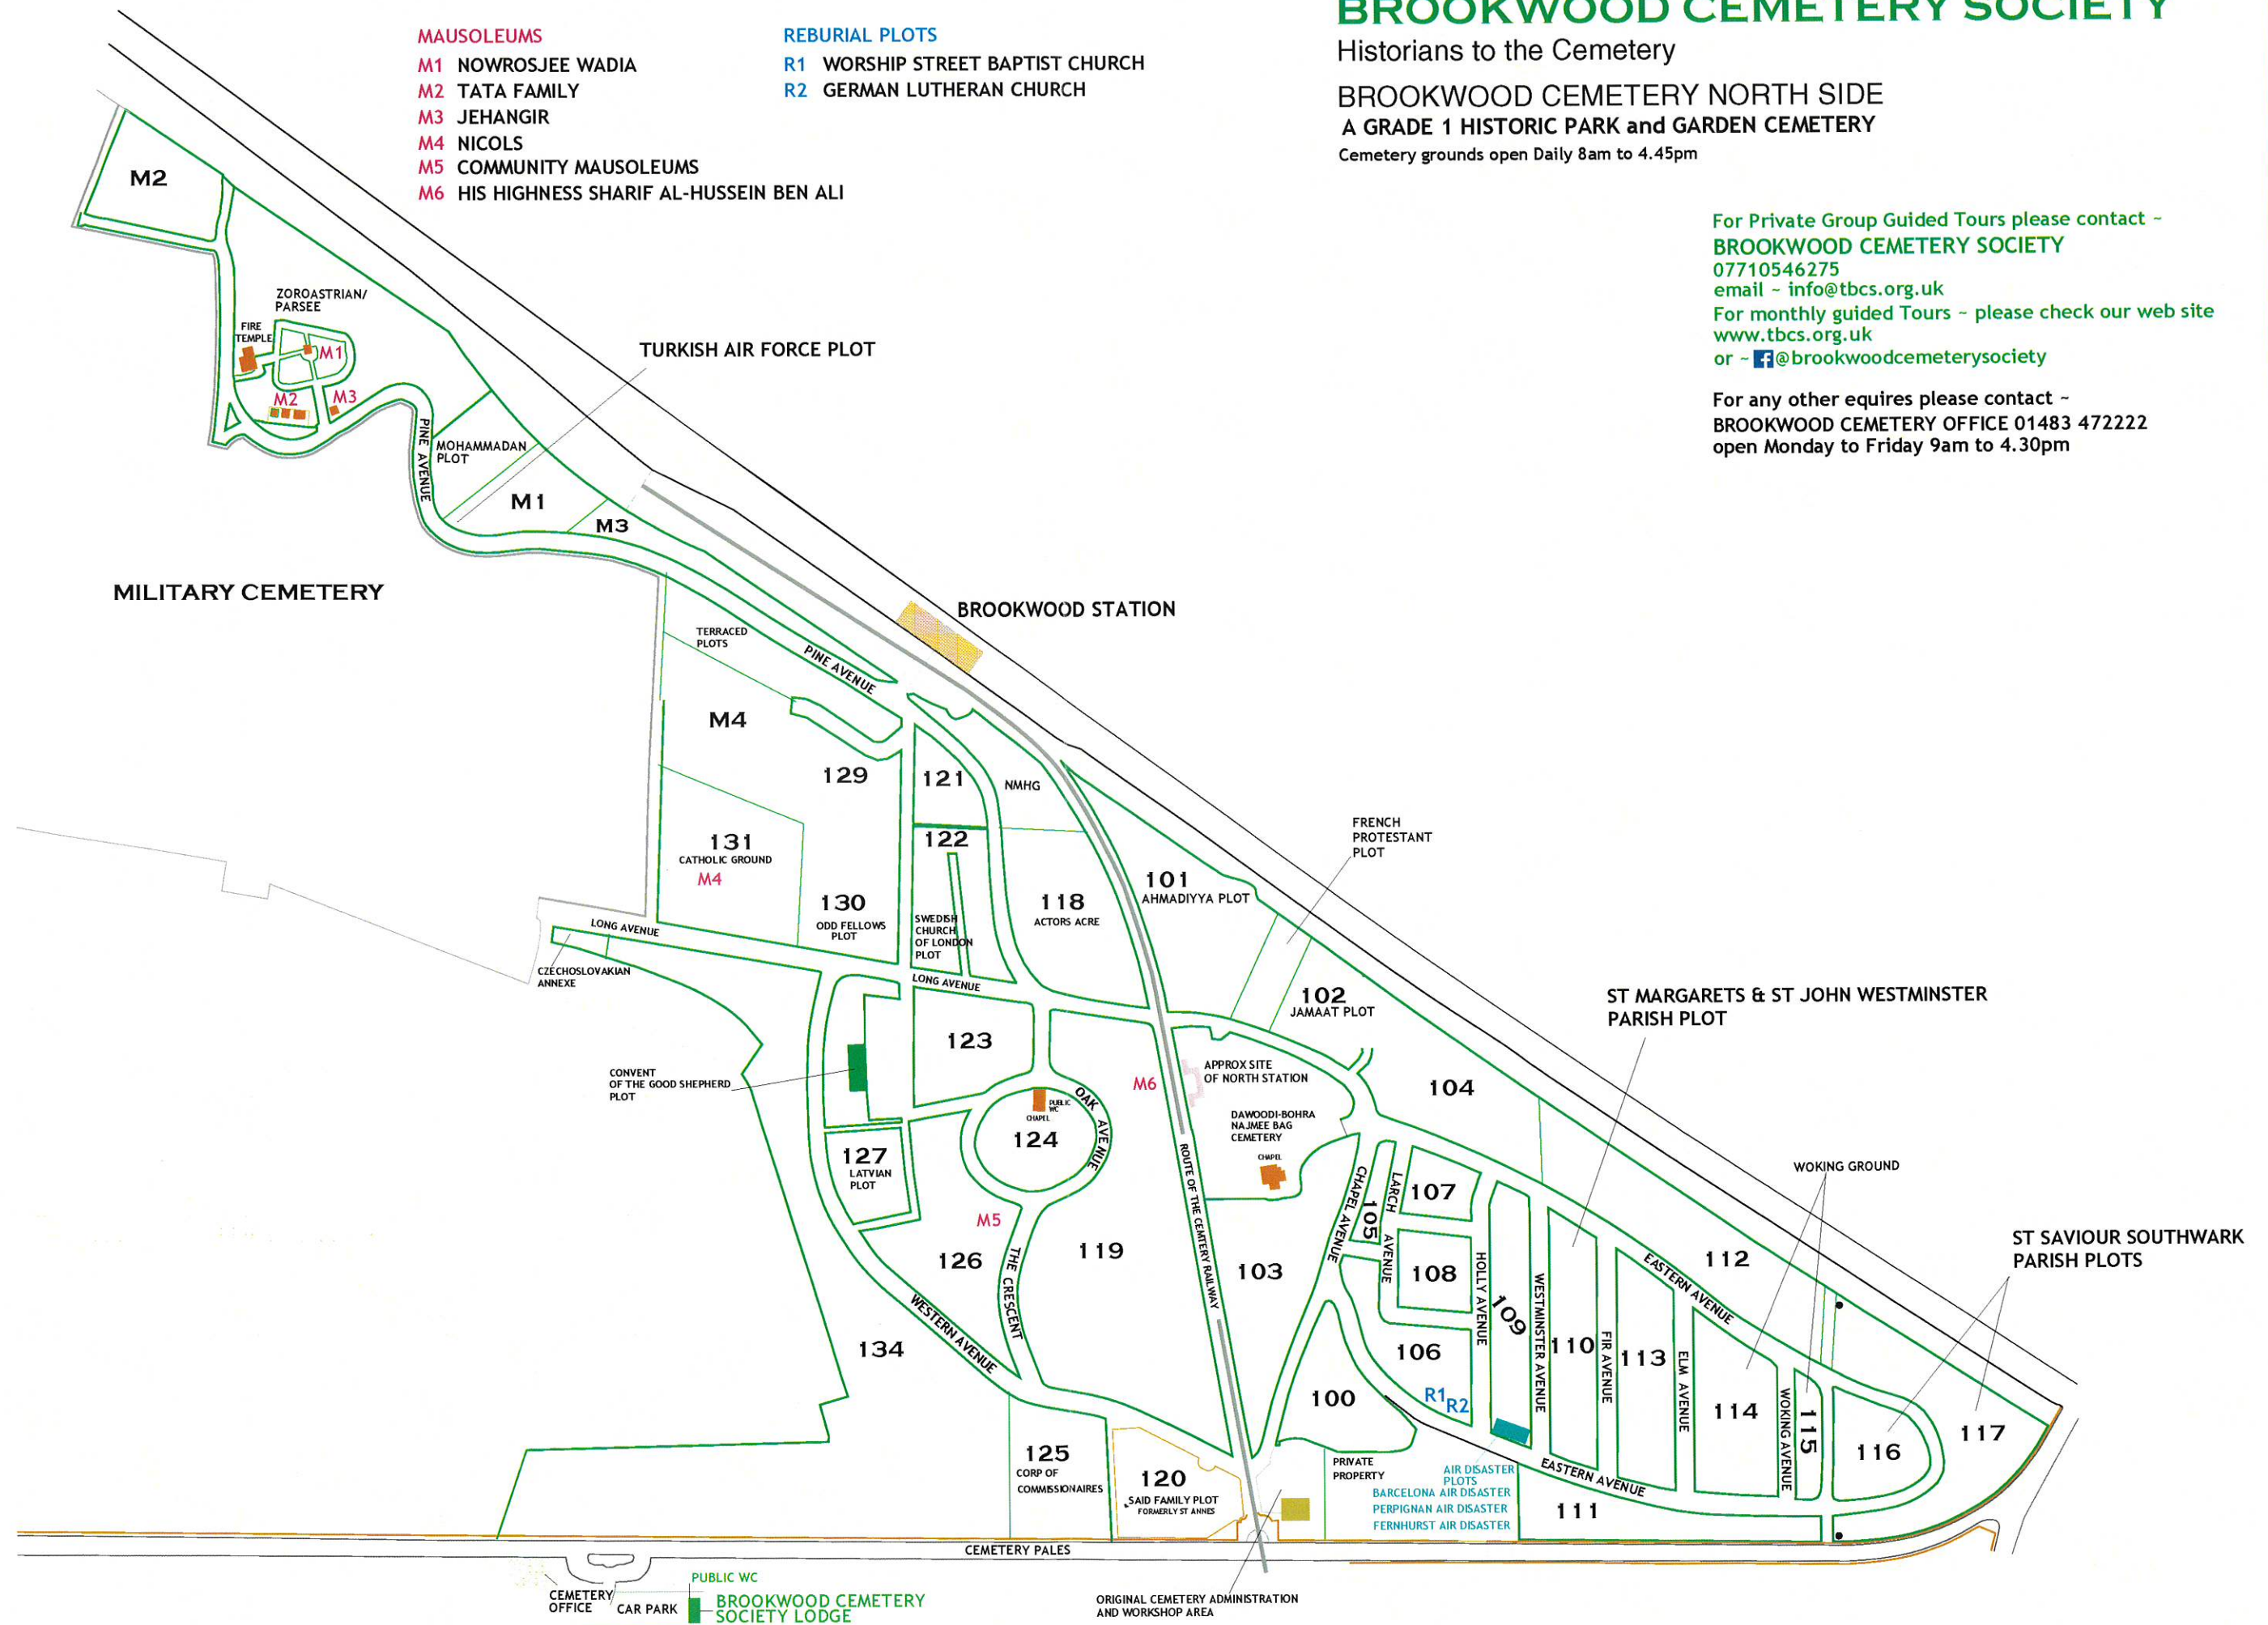 BROOKWOOD CEMETERY SOCIETY
Historians to the Cemetery
BROOKWOOD CEMETERY NORTH SIDE
A GRADE 1 HISTORIC PARK and GARDEN CEMETERY
Cemetery grounds open Daily 8am to 4.45pm
MAUSOLEUMS
M1 NOWROSJEE WADIA
M2 TATA FAMILY
M3 JEHANGIR
M4 NICOLS
M5 COMMUNITY MAUSOLEUMS
M6 HIS HIGHNESS SHARIF AL-HUSSEIN BEN ALI
REBURIAL PLOTS
R1 WORSHIP STREET BAPTIST CHURCH
R2 GERMAN LUTHERAN CHURCH
For Private Group Guided Tours please contact ~
BROOKWOOD CEMETERY SOCIETY
07710546275
email ~ info@tbcs.org.uk
For monthly guided Tours ~ please check our web site
www.tbcs.org.uk
or ~ f @brookwoodcemeterysociety
For any other equires please contact ~
BROOKWOOD CEMETERY OFFICE 01483 472222
open Monday to Friday 9am to 4.30pm
M2
ZOROASTRIAN/
PARSEE
FIRE
TEMPLE
M1
M2
M3
TURKISH AIR FORCE PLOT
PINE AVENUE
MOHAMMADAN
PLOT
M1
M3
MILITARY CEMETERY
BROOKWOOD STATION
TERRACED
PLOTS
PINE AVENUE
M4
129
121
NMHG
122
131
CATHOLIC GROUND
M4
130
ODD FELLOWS
PLOT
SWEDISH
CHURCH
OF LONDON
PLOT
118
ACTORS ACRE
101
AHMADIYYA PLOT
FRENCH
PROTESTANT
PLOT
LONG AVENUE
CZECHOSLOVAKIAN
ANNEXE
LONG AVENUE
102
JAMAAT PLOT
ST MARGARETS & ST JOHN WESTMINSTER
PARISH PLOT
123
CONVENT
OF THE GOOD SHEPHERD
PLOT
M6
APPROX SITE
OF NORTH STATION
104
OAK AVENUE
PUBLIC
WC
CHAPEL
124
DAWOODI-BOHRA
NAJMEE BAG
CEMETERY
CHAPEL
127
LATVIAN
PLOT
ROUTE OF THE CEMTERY RAILWAY
CHAPEL AVENUE
105
LARCH AVENUE
107
WOKING GROUND
M5
126
THE CRESCENT
119
103
108
HOLLY AVENUE
109
WESTMINSTER AVENUE
EASTERN AVENUE
112
ST SAVIOUR SOUTHWARK
PARISH PLOTS
WESTERN AVENUE
134
106
110
FIR AVENUE
113
ELM AVENUE
114
WOKING AVENUE
115
116
117
100
R1
R2
125
CORP OF
COMMISSIONAIRES
120
SAID FAMILY PLOT
FORMERLY ST ANNES
PRIVATE
PROPERTY
AIR DISASTER
PLOTS
BARCELONA AIR DISASTER
PERPIGNAN AIR DISASTER
FERNHURST AIR DISASTER
EASTERN AVENUE
111
CEMETERY PALES
CEMETERY
OFFICE
CAR PARK
PUBLIC WC
BROOKWOOD CEMETERY
SOCIETY LODGE
ORIGINAL CEMETERY ADMINISTRATION
AND WORKSHOP AREA